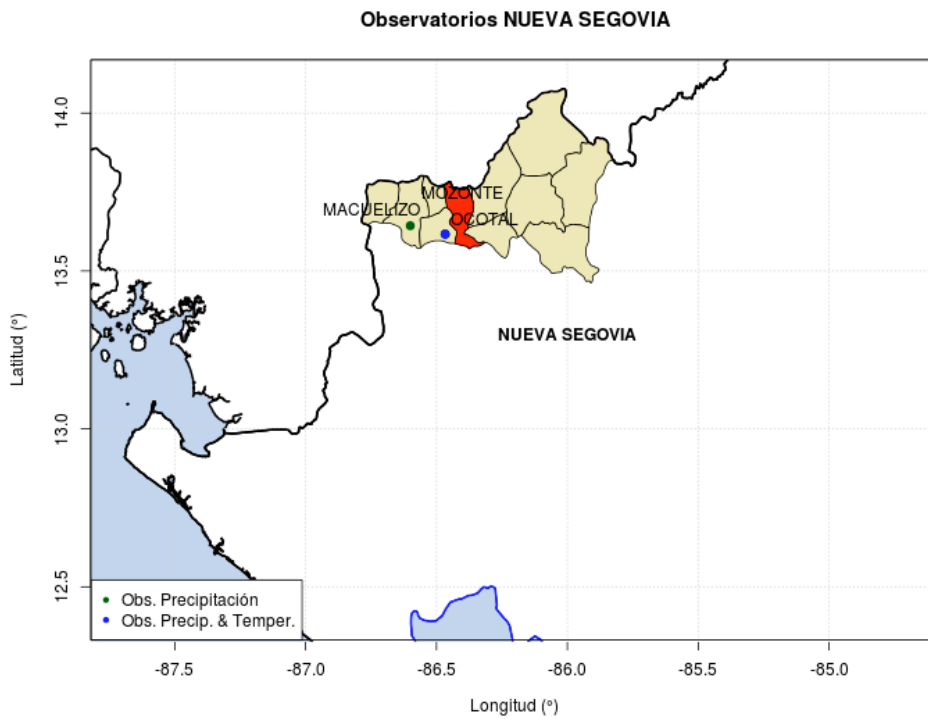 Observatorios NUEVA SEGOVIA
14.0
MOZONTE
MACUELIZO
OCOTAL
13.5
NUEVA SEGOVIA
Latitud (°)
13.0
12.5
Obs. Precipitación
Obs. Precip. & Temper.
-87.5 -87.0 -86.5 -86.0 -85.5 -85.0
Longitud (°)